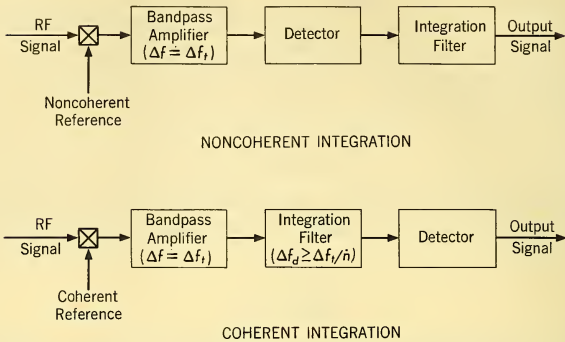 RF
Signal
Bandpass
Amplifier
(Δf ≐ Δfₜ)
Detector
Integration
Filter
Output
Signal
Noncoherent
Reference
NONCOHERENT INTEGRATION
RF
Signal
Bandpass
Amplifier
(Δf ≐ Δfₜ)
Integration
Filter
(Δf_d ≥ Δfₜ/ṅ)
Detector
Output
Signal
Coherent
Reference
COHERENT INTEGRATION